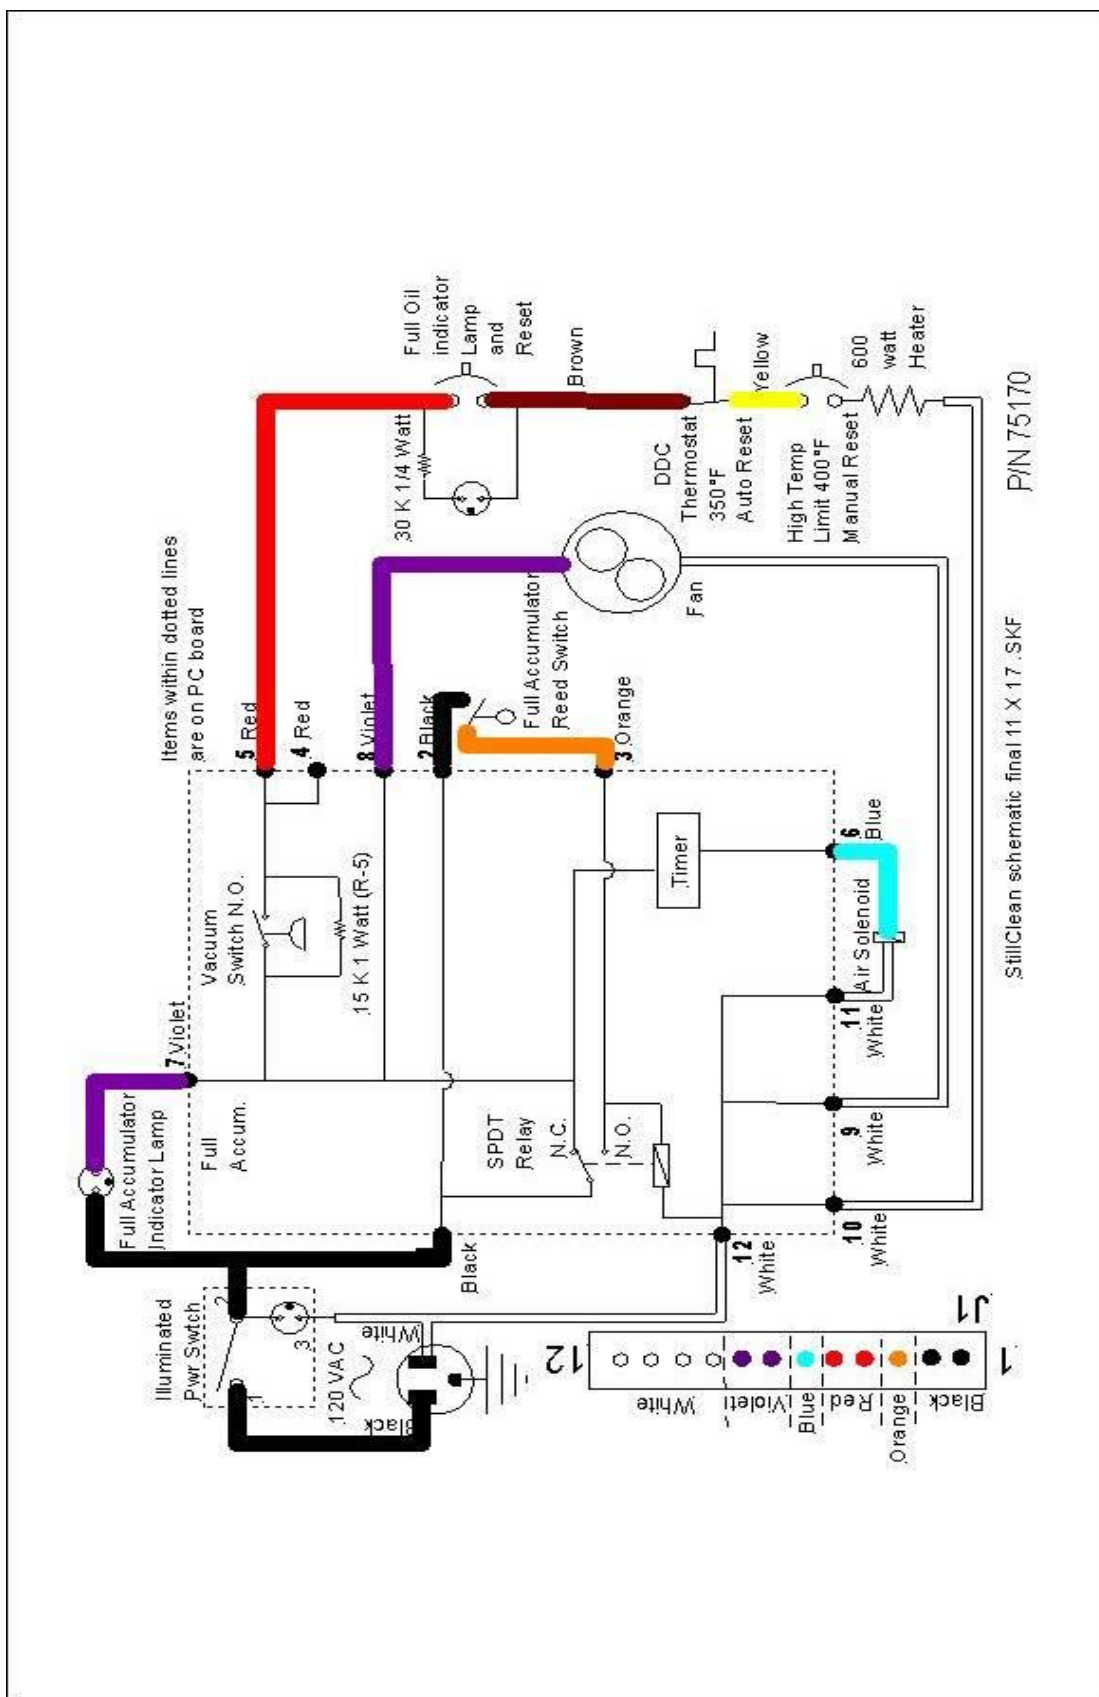 Illuminated
Pwr Swtch
1
2
3
120 VAC
Black
White
Full Accumulator
Indicator Lamp
7 Violet
Full
Accum.
Vacuum
Switch N.O.
15 K 1 Watt (R-5)
Items within dotted lines
are on PC board
5 Red
4 Red
8 Violet
2 Black
3 Orange
Black
SPDT
Relay
N.C.
N.O.
Timer
12
White
10
White
9
White
11
White
Air Solenoid
6
Blue
Full Accumulator
Reed Switch
Fan
30 K 1/4 Watt
Full Oil
indicator
Lamp
and
Reset
Brown
DDC
Thermostat
350°F
Auto Reset
Yellow
High Temp
Limit 400°F
Manual Reset
600
watt
Heater
12
J1
1
White
Violet
Blue
Red
Orange
Black
StillClean schematic final 11 X 17 .SKF
P/N 75170